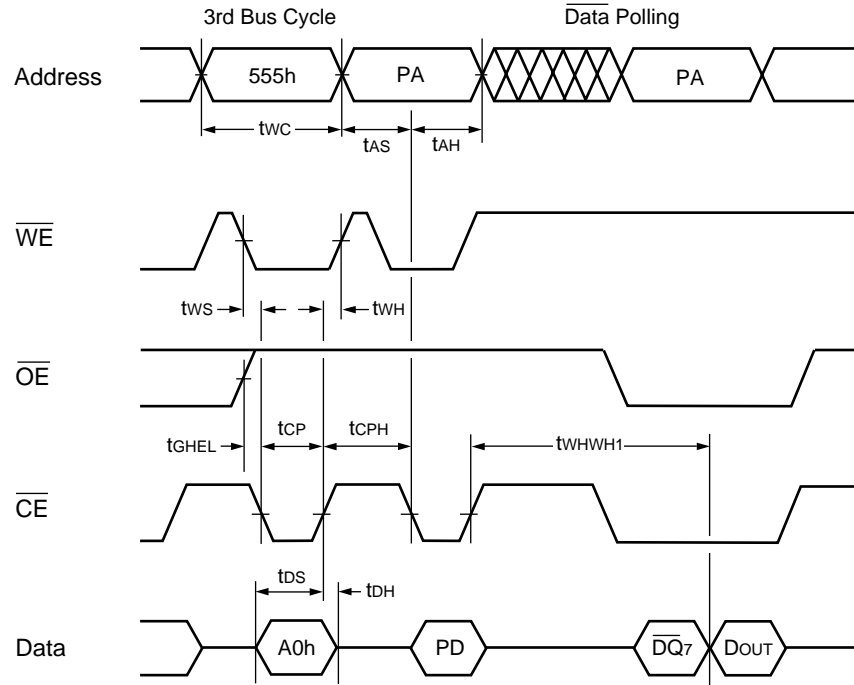 3rd Bus Cycle Data Polling
Address 555h PA PA
tWC tAS tAH
WE
tWS tWH
OE
tGHEL tCP tCPH tWHWH1
CE
tDS tDH
Data A0h PD DQ7 DOUT